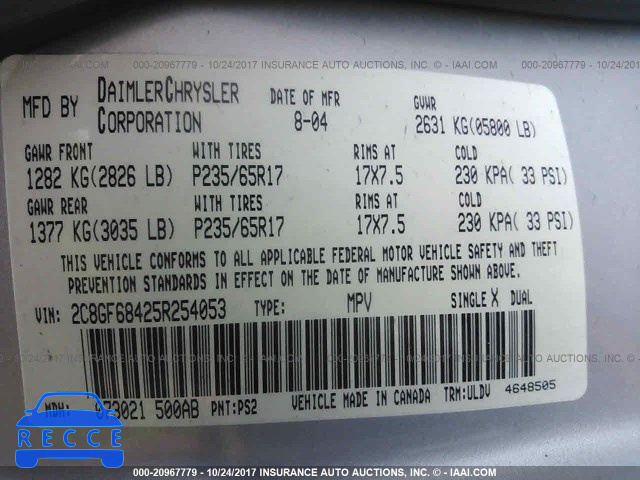 000-20967779 - 10/24/2017 INSURANCE AUTO AUCTIONS, INC. - © WWW.IAAI.COM
MFD BY DAIMLERCHRYSLER CORPORATION
DATE OF MFR 8-04
GVWR 2631 KG(05800 LB)
GAWR FRONT WITH TIRES RIMS AT COLD
1282 KG(2826 LB) P235/65R17 17X7.5 230 KPA( 33 PSI)
GAWR REAR WITH TIRES RIMS AT COLD
1377 KG(3035 LB) P235/65R17 17X7.5 230 KPA( 33 PSI)
THIS VEHICLE CONFORMS TO ALL APPLICABLE FEDERAL MOTOR VEHICLE SAFETY AND THEFT
PREVENTION STANDARDS IN EFFECT ON THE DATE OF MANUFACTURE SHOWN ABOVE.
VIN: 2C8GF68425R254053 TYPE: MPV SINGLE X DUAL
MDH: 073021 500AB PNT:PS2 VEHICLE MADE IN CANADA TRM:ULDV 4648505
RECCE
000-20967779 - 10/24/2017 INSURANCE AUTO AUCTIONS, INC. - © WWW.IAAI.COM